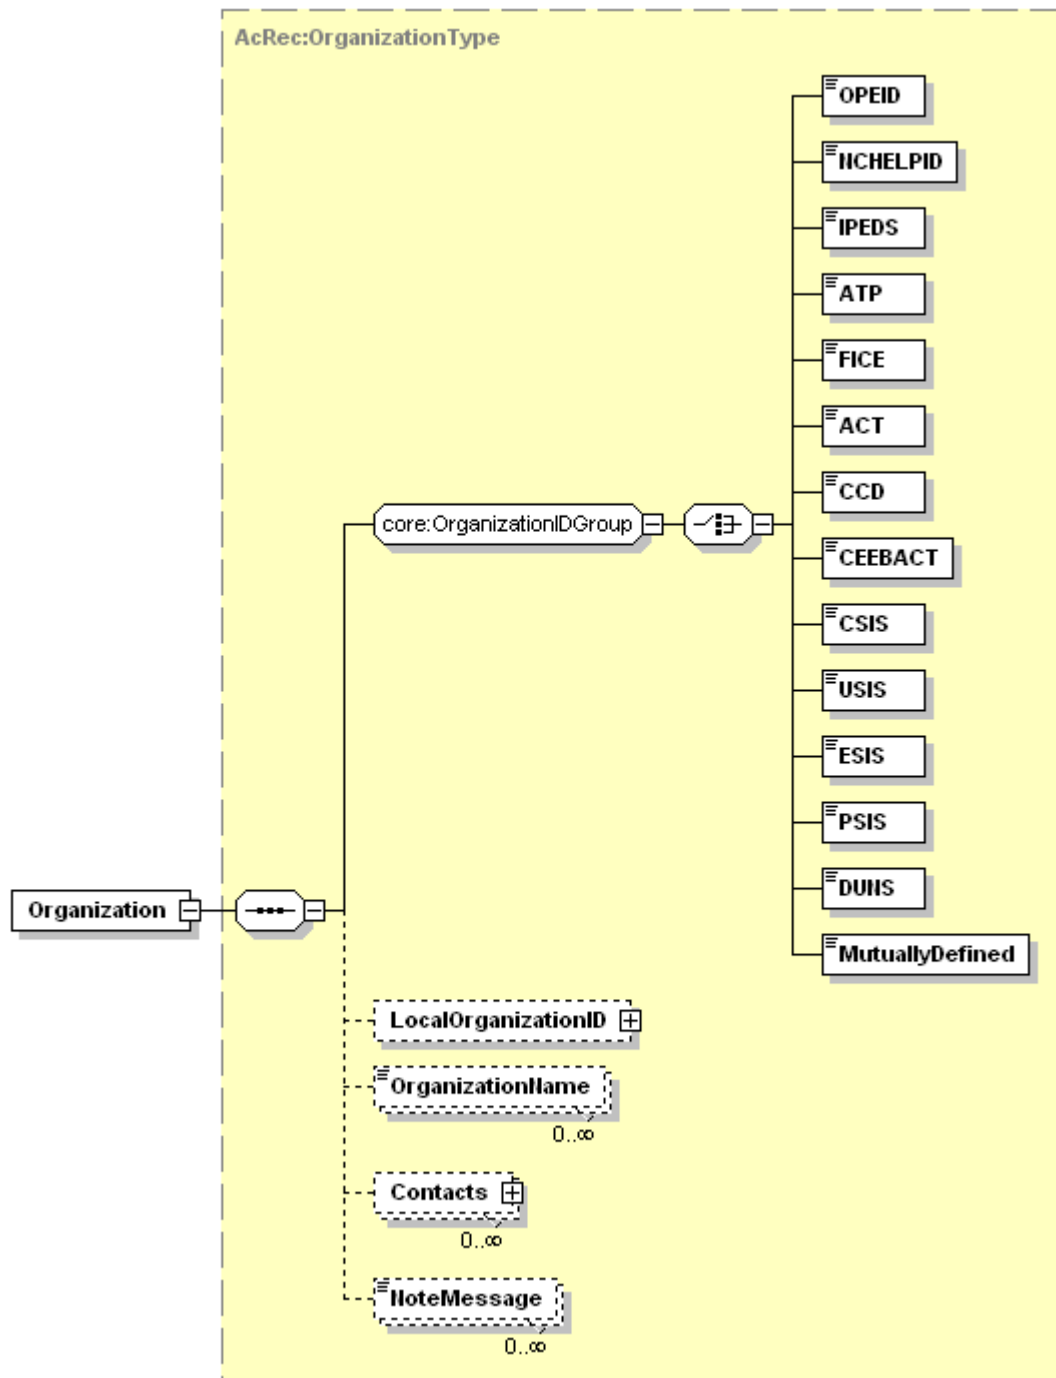 AcRec:OrganizationType
OPEID
NCHELPID
IPEDS
ATP
FICE
ACT
CCD
core:OrganizationIDGroup
CEEBACT
CSIS
USIS
ESIS
PSIS
DUNS
Organization
MutuallyDefined
LocalOrganizationID
OrganizationName
0..∞
Contacts
0..∞
NoteMessage
0..∞